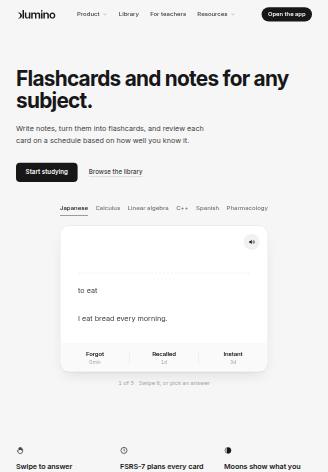 lumino
Product Library For teachers Resources Open the app
Flashcards and notes for any
subject.
Write notes, turn them into flashcards, and review each
card on a schedule based on how well you know it.
Start studying Browse the library
Japanese Calculus Linear algebra C++ Spanish Pharmacology
to eat
I eat bread every morning.
Forgot Recalled Instant
1d 3d
1 of 5 · Swipe it, or pick an answer
Swipe to answer FSRS-7 plans every card Moons show what you